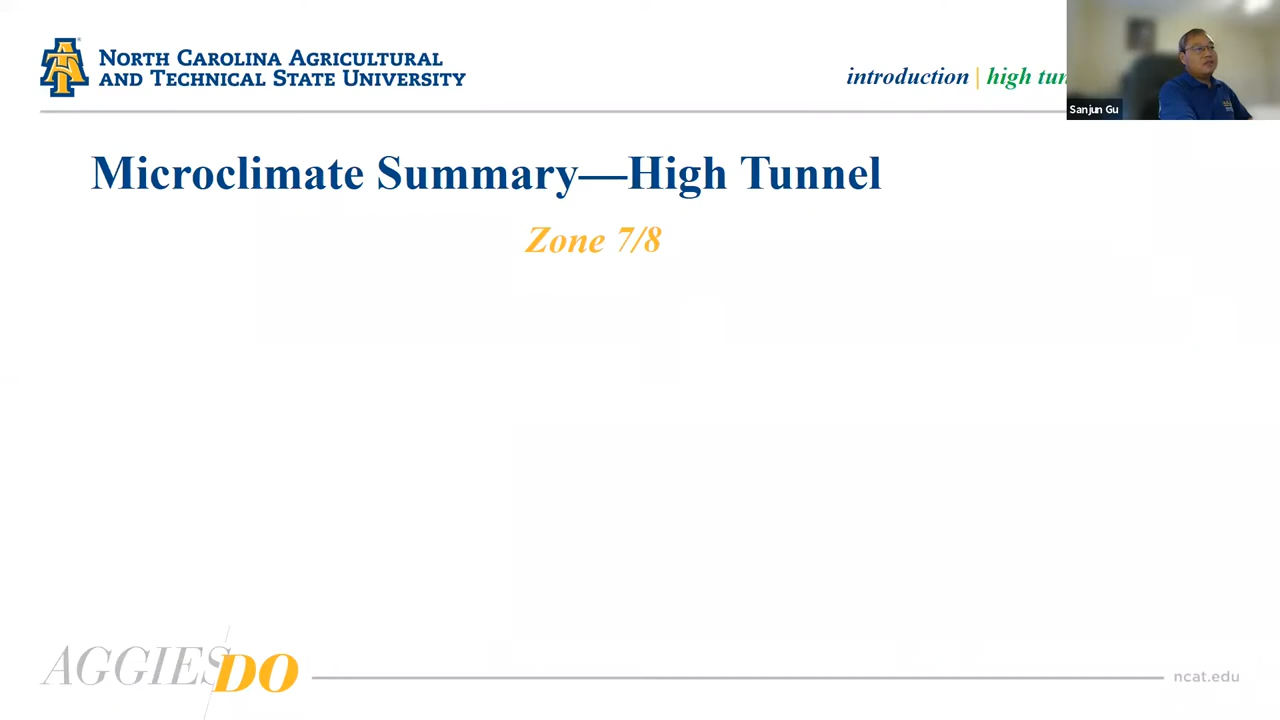 NORTH CAROLINA AGRICULTURAL
AND TECHNICAL STATE UNIVERSITY
introduction | high tun
Sanjun Gu
Microclimate Summary—High Tunnel
Zone 7/8
AGGIES DO
ncat.edu